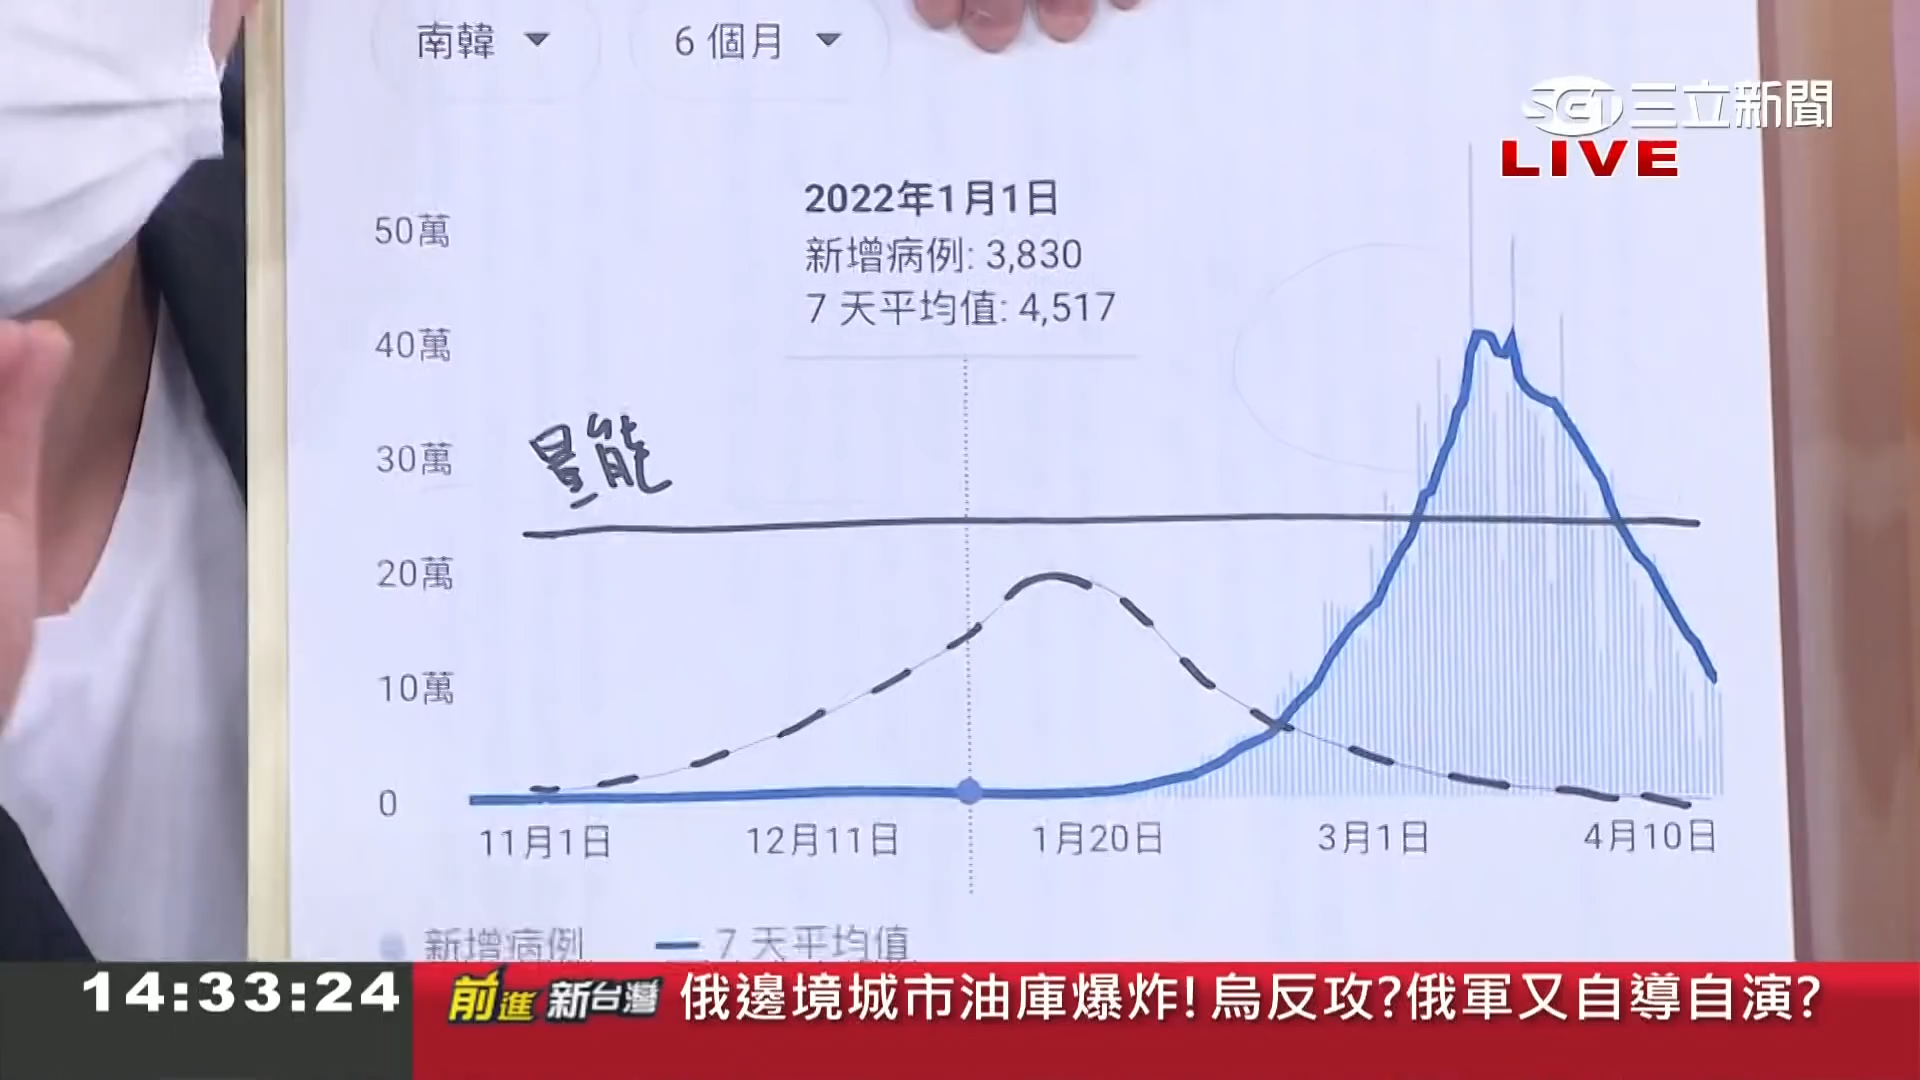 南韓
6 個月
SET三立新聞
LIVE
2022年1月1日
新增病例: 3,830
7 天平均值: 4,517
50萬
40萬
30萬
20萬
10萬
0
量能
11月1日
12月11日
1月20日
3月1日
4月10日
新增病例
7 天平均值
14:33:24
前進新台灣
俄邊境城市油庫爆炸!烏反攻?俄軍又自導自演?